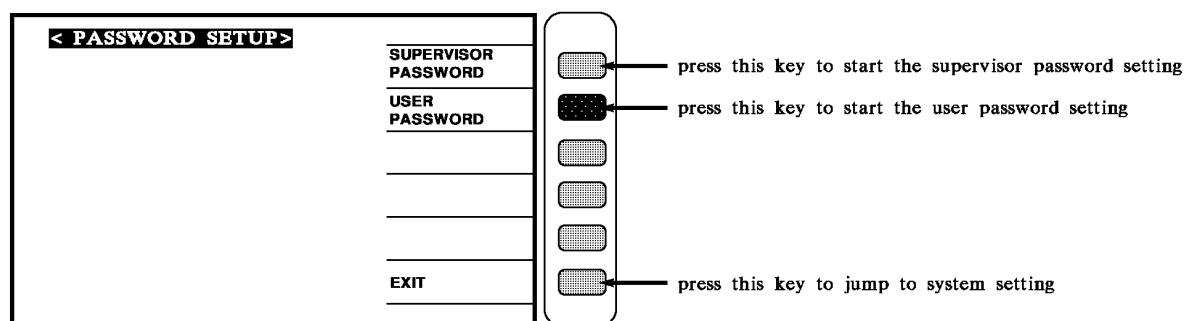 < PASSWORD SETUP>
SUPERVISOR
PASSWORD
press this key to start the supervisor password setting
USER
PASSWORD
press this key to start the user password setting
EXIT
press this key to jump to system setting